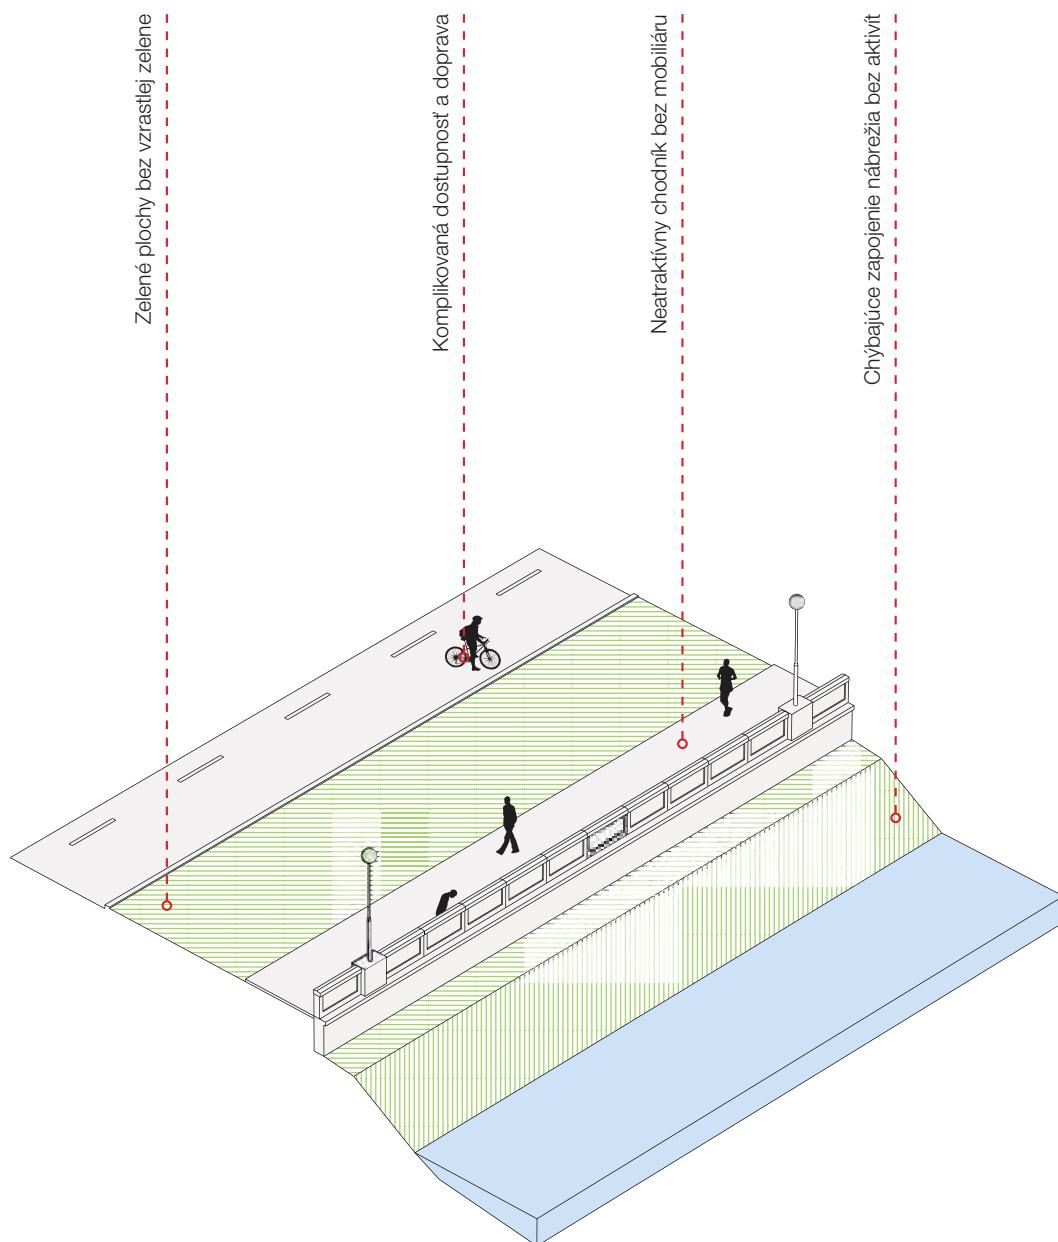 Zelené plochy bez vzrastlej zelene
Komplikovaná dostupnosť a doprava
Neatraktívny chodník bez mobiliáru
Chýbajúce zapojenie nábrežia bez aktivít